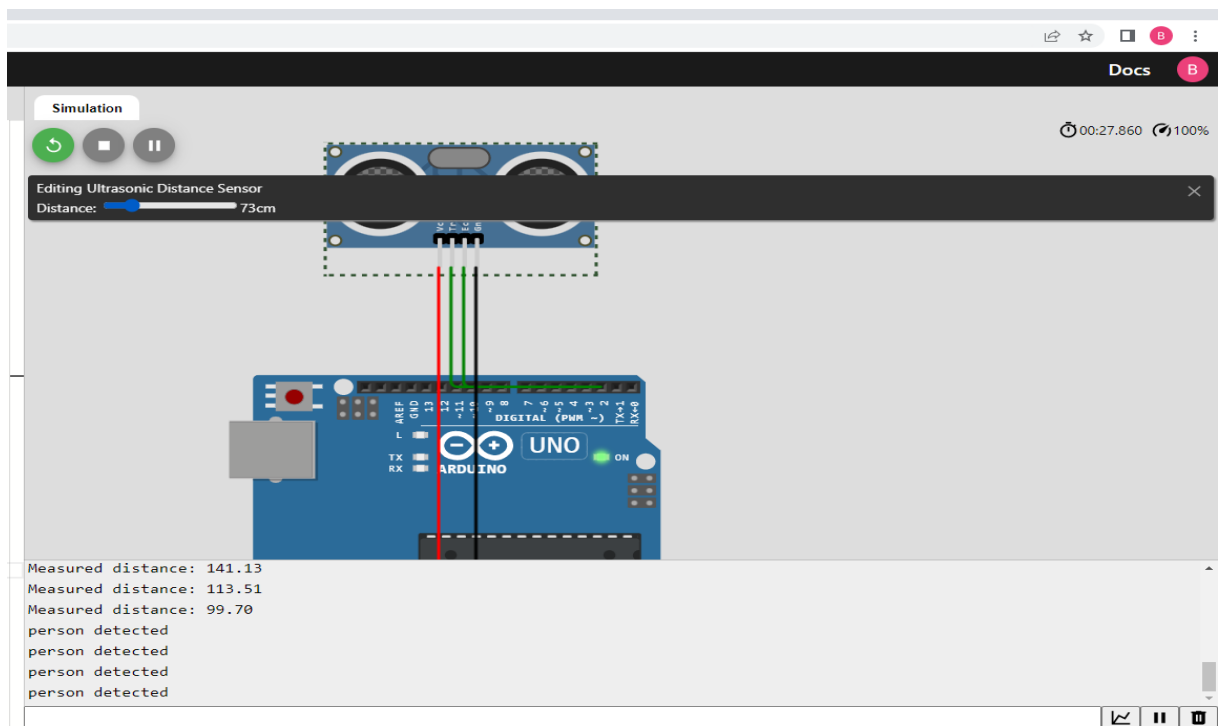 B
Docs B
Simulation
00:27.860 100%
Editing Ultrasonic Distance Sensor
Distance: 73cm
AREF
GND
13
12
~11
~10
~9
8
7
~6
~5
4
~3
2
TX→1
RX←0
DIGITAL (PWM ~)
L
TX
RX
UNO
ON
ARDUINO
Measured distance: 141.13
Measured distance: 113.51
Measured distance: 99.70
person detected
person detected
person detected
person detected